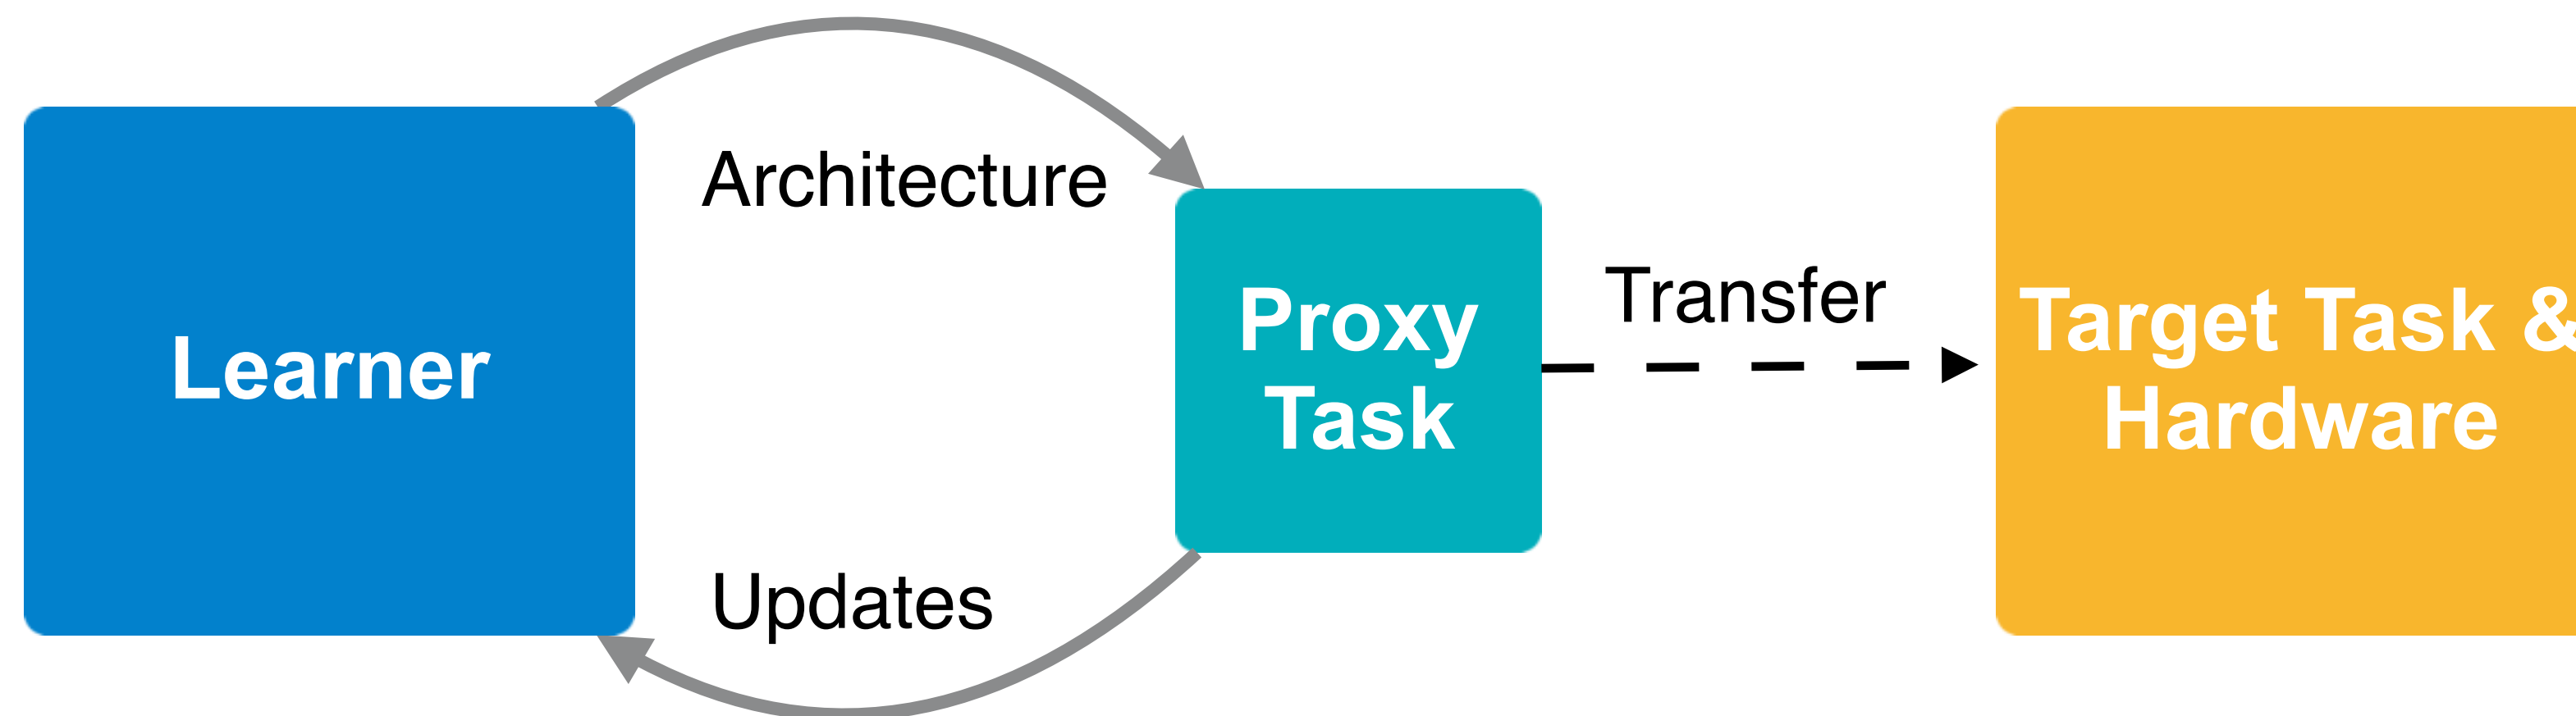 Architecture
Learner
Updates
Proxy
Task
Transfer
Target Task &
Hardware